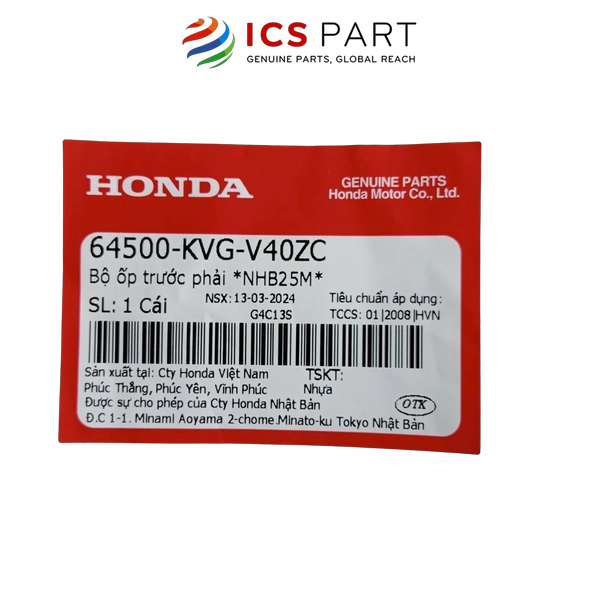 ICS PART
GENUINE PARTS, GLOBAL REACH
HONDA
GENUINE PARTS
Honda Motor Co., Ltd.
64500-KVG-V40ZC
Bộ ốp trước phải *NHB25M*
SL: 1 Cái
NSX: 13-03-2024
Tiêu chuẩn áp dụng:
G4C13S
TCCS: 01|2008|HVN
Sản xuất tại: Cty Honda Việt Nam
TSKT:
Phúc Thắng, Phúc Yên, Vĩnh Phúc
Nhựa
Được sự cho phép của Cty Honda Nhật Bản
OTK
Đ.C 1-1. Minami Aoyama 2-chome.Minato-ku Tokyo Nhật Bản